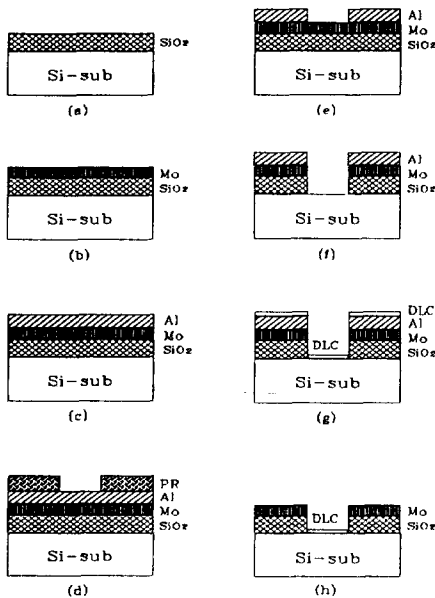 SiO₂
Si-sub
(a)
Mo
SiO₂
Si-sub
(b)
Al
Mo
SiO₂
Si-sub
(c)
PR
Al
Mo
SiO₂
Si-sub
(d)
Al
Mo
SiO₂
Si-sub
(e)
Al
Mo
SiO₂
Si-sub
(f)
DLC
Al
Mo
DLC
SiO₂
Si-sub
(g)
Mo
DLC
SiO₂
Si-sub
(h)